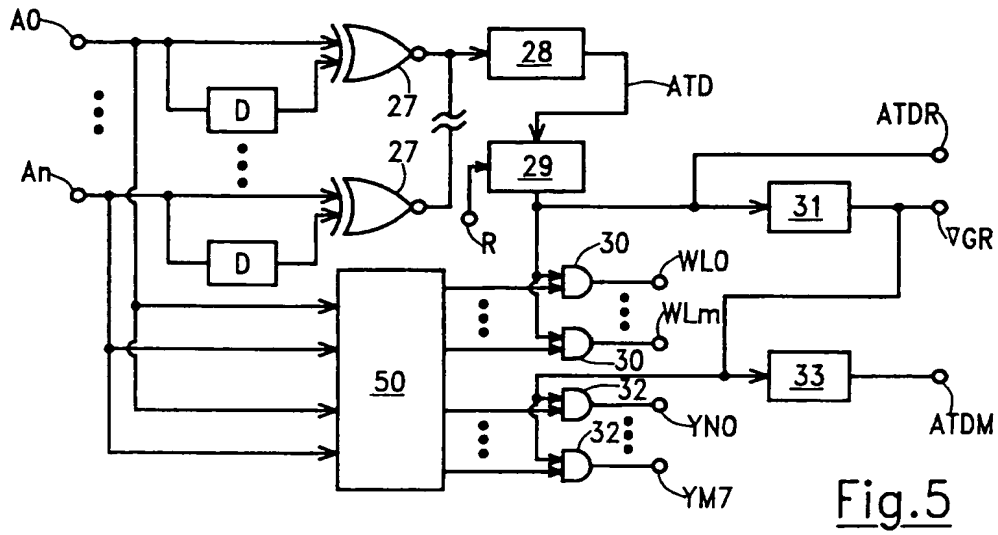 A0
27
28
ATD
D
ATDR
An
27
29
31
∇GR
R
D
30
WL0
WLm
30
50
33
32
YN0
ATDM
32
YM7
Fig.5